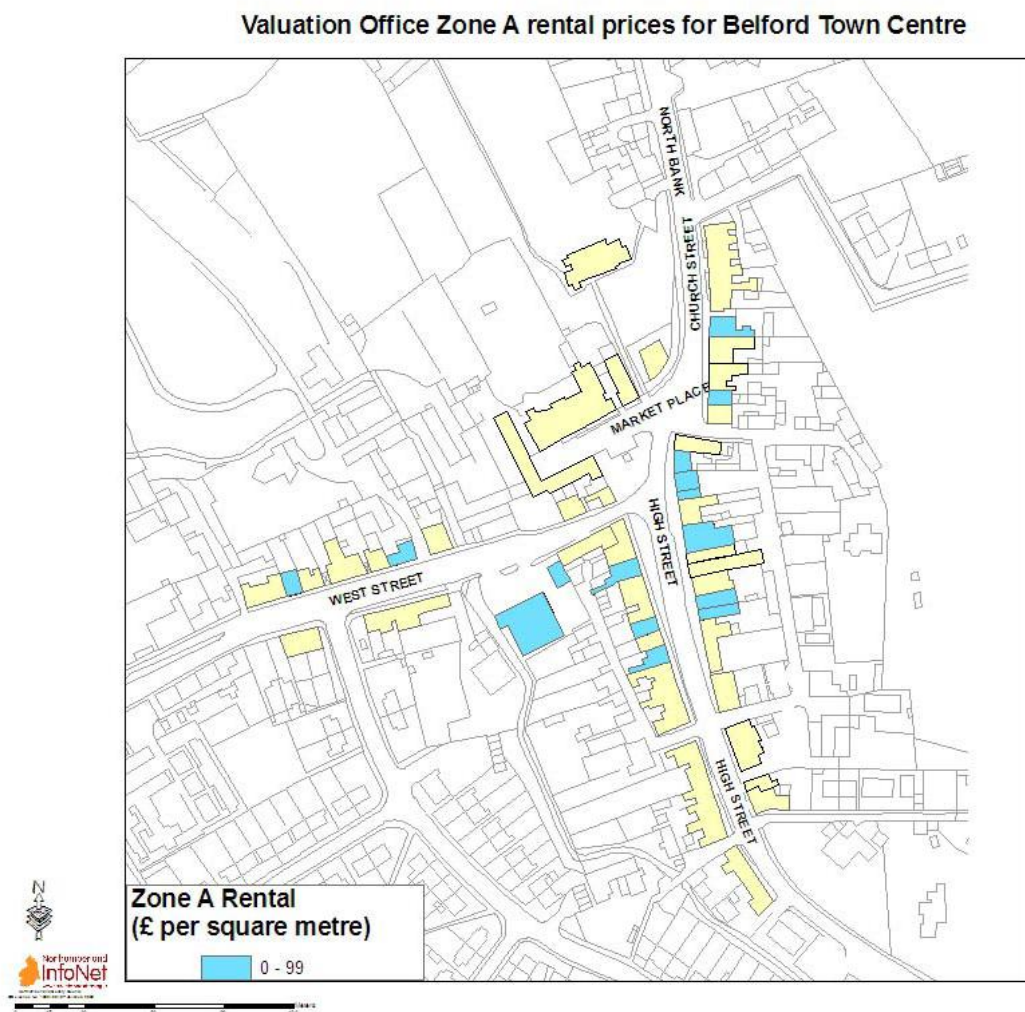 Valuation Office Zone A rental prices for Belford Town Centre
NORTH BANK
CHURCH STREET
MARKET PLACE
HIGH STREET
WEST STREET
HIGH STREET
Zone A Rental
(£ per square metre)
0 - 99
N
Northumberland
InfoNet